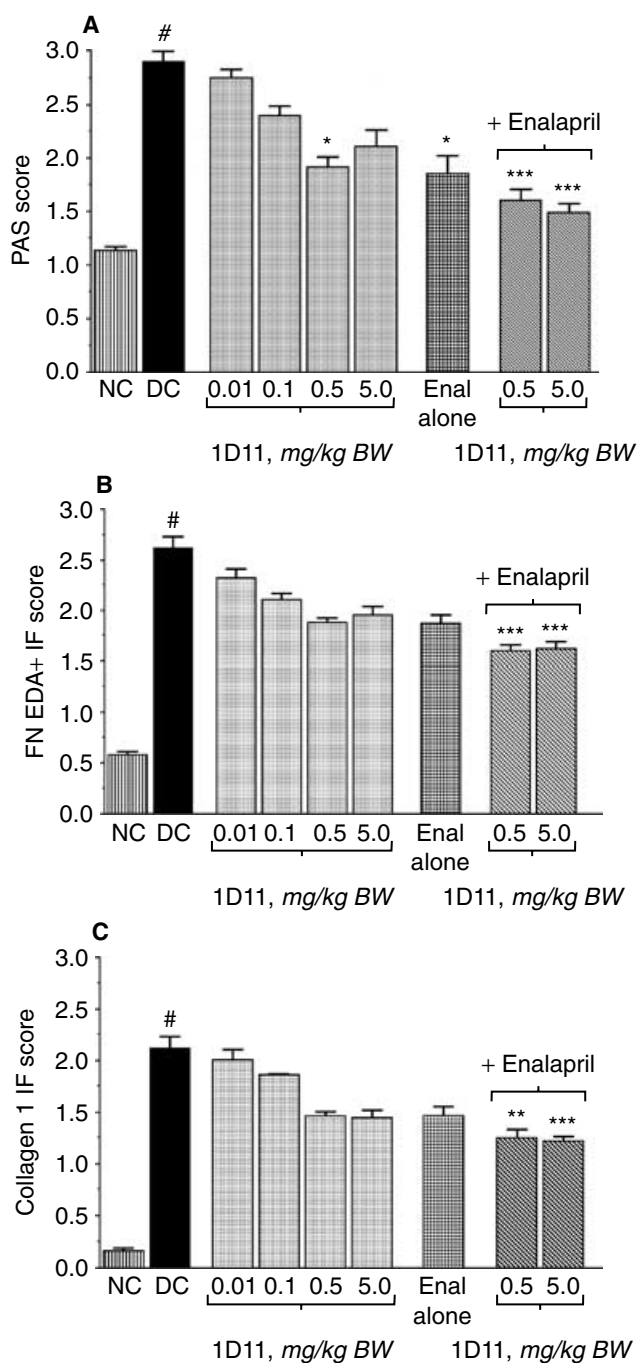 A
#
3.0
2.5
2.0
1.5
1.0
0.5
0.0
PAS score
*
*
+ Enalapril
*** ***
NC DC 0.01 0.1 0.5 5.0 Enal 0.5 5.0
alone
1D11, mg/kg BW 1D11, mg/kg BW
B
#
3.0
2.5
2.0
1.5
1.0
0.5
0.0
FN EDA+ IF score
+ Enalapril
*** ***
NC DC 0.01 0.1 0.5 5.0 Enal 0.5 5.0
alone
1D11, mg/kg BW 1D11, mg/kg BW
C
#
3.0
2.5
2.0
1.5
1.0
0.5
0.0
Collagen 1 IF score
+ Enalapril
** ***
NC DC 0.01 0.1 0.5 5.0 Enal 0.5 5.0
alone
1D11, mg/kg BW 1D11, mg/kg BW